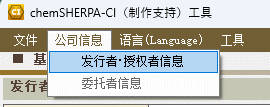 chemSHERPA-CI（制作支持）工具
文件 公司信息 语言(Language) 工具
发行者·授权者信息
委托者信息
发行者